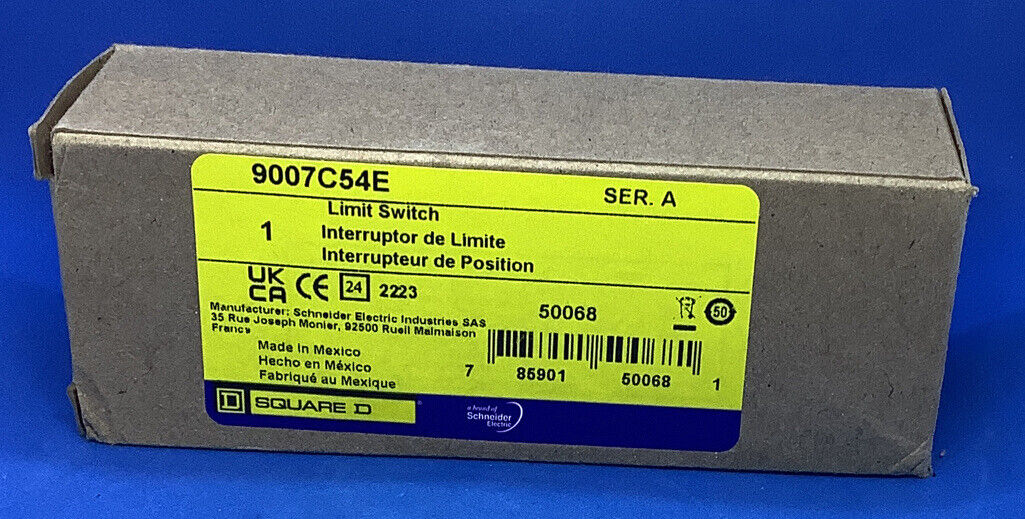 9007C54E
SER. A
1
Limit Switch
Interruptor de Limite
Interrupteur de Position
UK
CA CE 24 2223
50068
50
Manufacturer: Schneider Electric Industries SAS
35 Rue Joseph Monier, 92500 Rueil Malmaison
France
Made in Mexico
Hecho en México
Fabriqué au Mexique
7 85901 50068 1
D SQUARE D
a brand of
Schneider
Electric